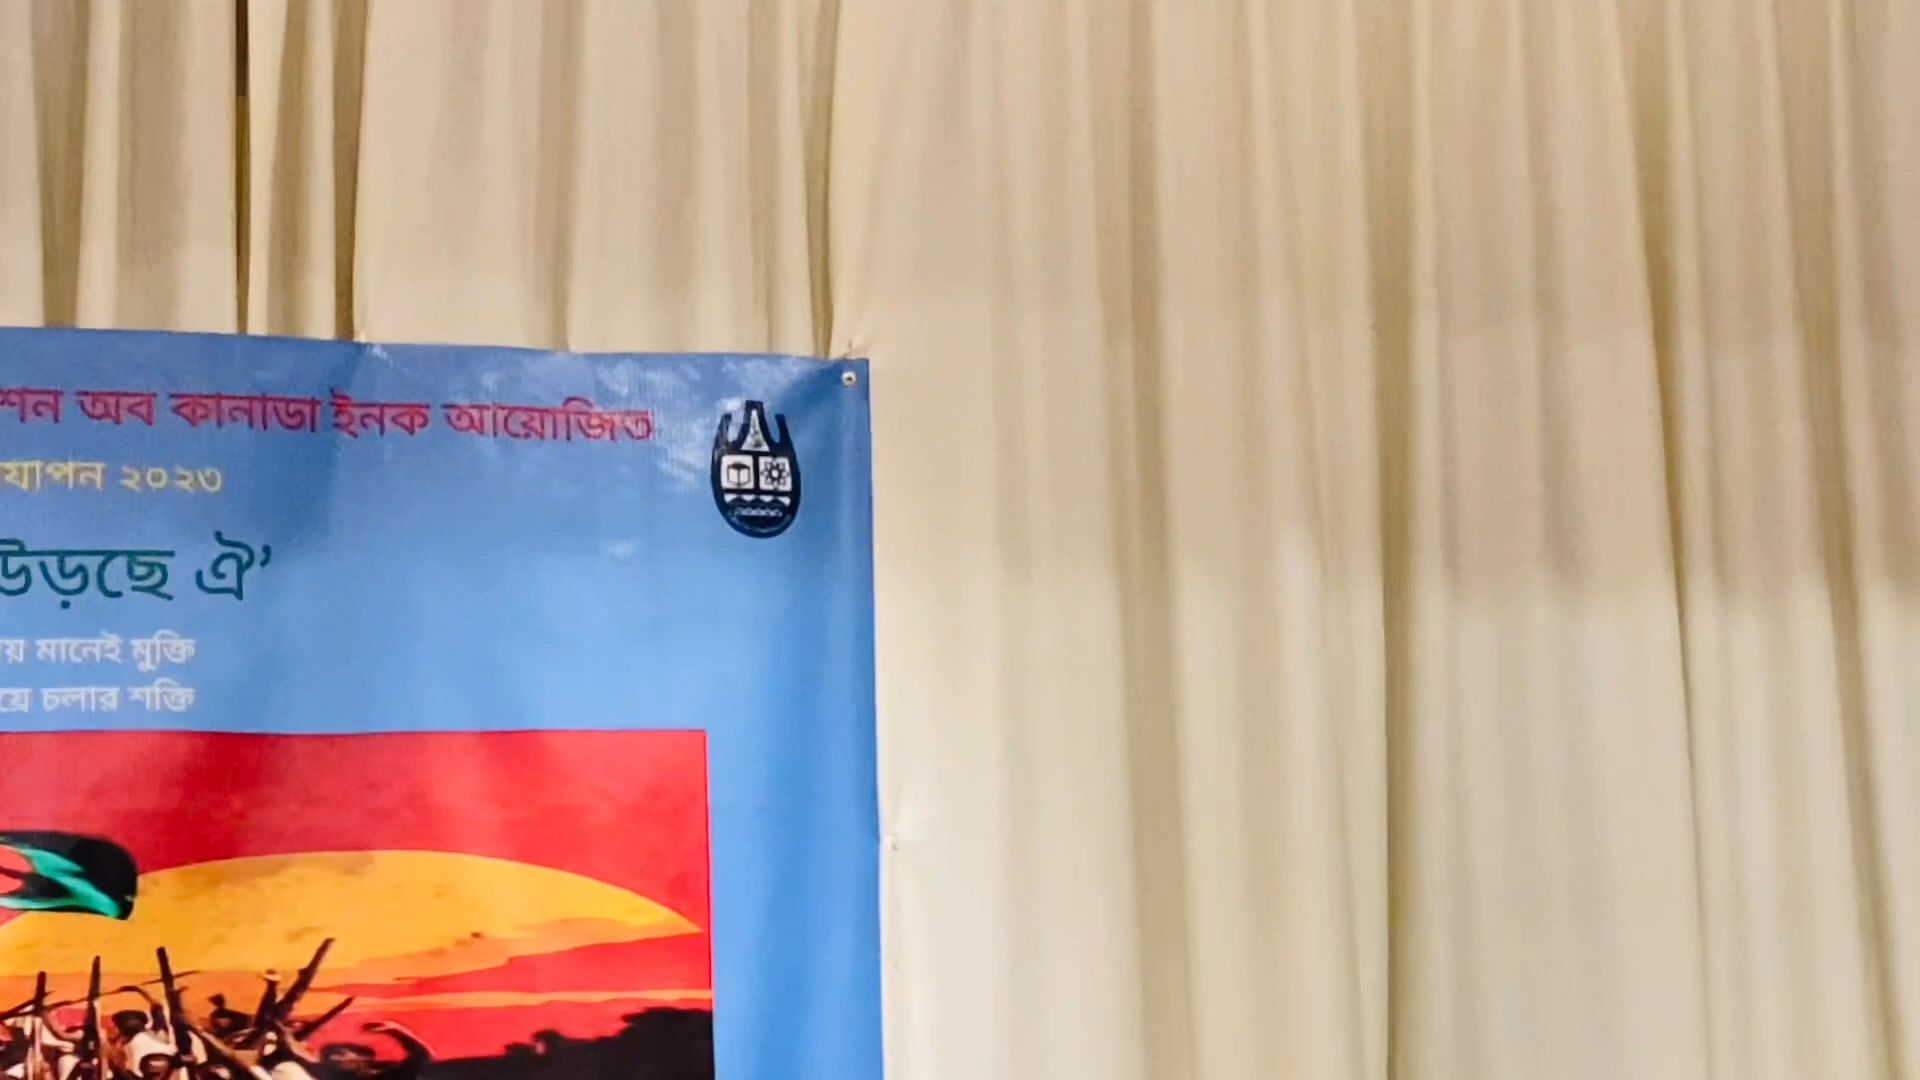 শন অব কানাডা ইনক আয়োজিত
যাপন ২০২৩
উড়ছে ঐ’
য় মানেই মুক্তি
য়ে চলার শক্তি